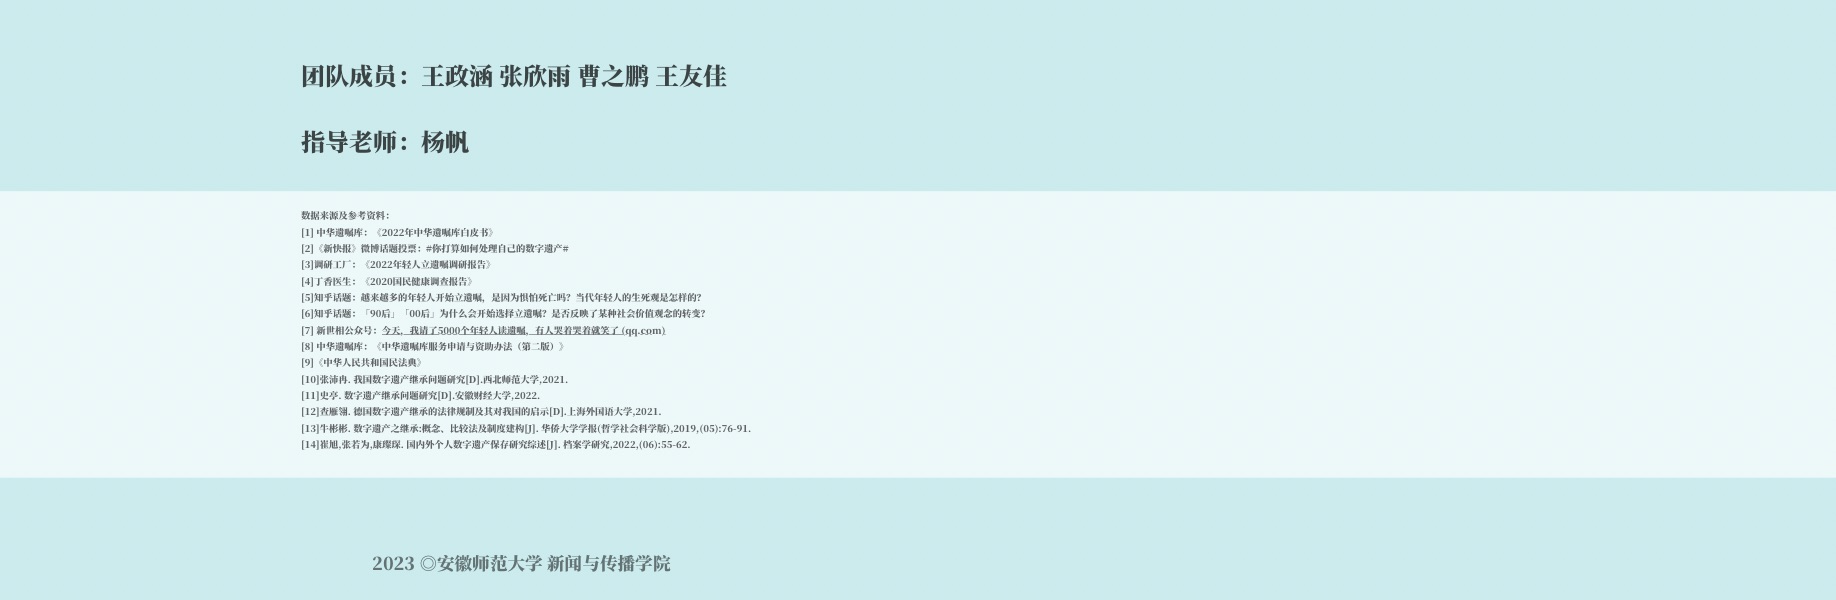 团队成员：王政涵 张欣雨 曹之鹏 王友佳
指导老师：杨帆
数据来源及参考资料：
[1] 中华遗嘱库：《2022年中华遗嘱库白皮书》
[2]《新快报》微博话题投票：#你打算如何处理自己的数字遗产#
[3]调研工厂：《2022年轻人立遗嘱调研报告》
[4]丁香医生：《2020国民健康调查报告》
[5]知乎话题：越来越多的年轻人开始立遗嘱，是因为惧怕死亡吗？当代年轻人的生死观是怎样的？
[6]知乎话题：「90后」「00后」为什么会开始选择立遗嘱？是否反映了某种社会价值观念的转变？
[7] 新世相公众号：今天，我请了5000个年轻人读遗嘱，有人哭着哭着就笑了 (qq.com)
[8] 中华遗嘱库：《中华遗嘱库服务申请与资助办法（第二版）》
[9]《中华人民共和国民法典》
[10]张沛冉. 我国数字遗产继承问题研究[D].西北师范大学,2021.
[11]史亭. 数字遗产继承问题研究[D].安徽财经大学,2022.
[12]查雁翎. 德国数字遗产继承的法律规制及其对我国的启示[D].上海外国语大学,2021.
[13]牛彬彬. 数字遗产之继承:概念、比较法及制度建构[J]. 华侨大学学报(哲学社会科学版),2019,(05):76-91.
[14]崔旭,张若为,康璨琛. 国内外个人数字遗产保存研究综述[J]. 档案学研究,2022,(06):55-62.
2023 ◎安徽师范大学 新闻与传播学院